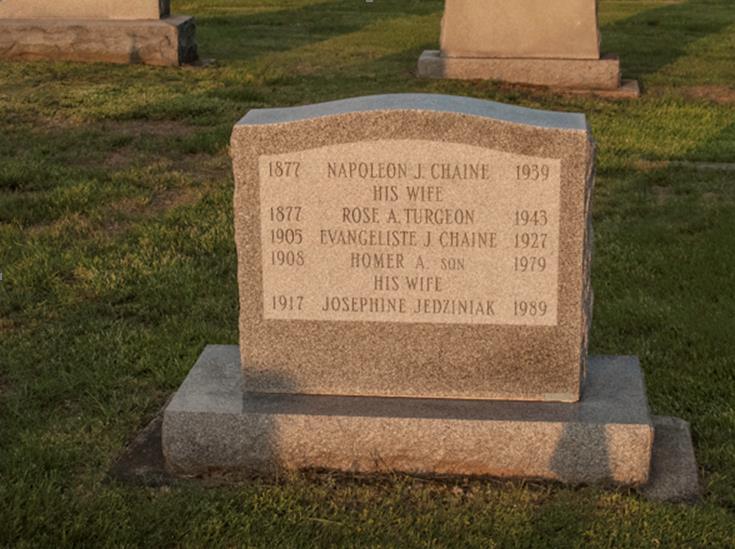 1877 NAPOLEON J. CHAINE 1939
HIS WIFE
1877 ROSE A. TURGEON 1943
1905 EVANGELISTE J. CHAINE 1927
1908 HOMER A. SON 1979
HIS WIFE
1917 JOSEPHINE JEDZINIAK 1989